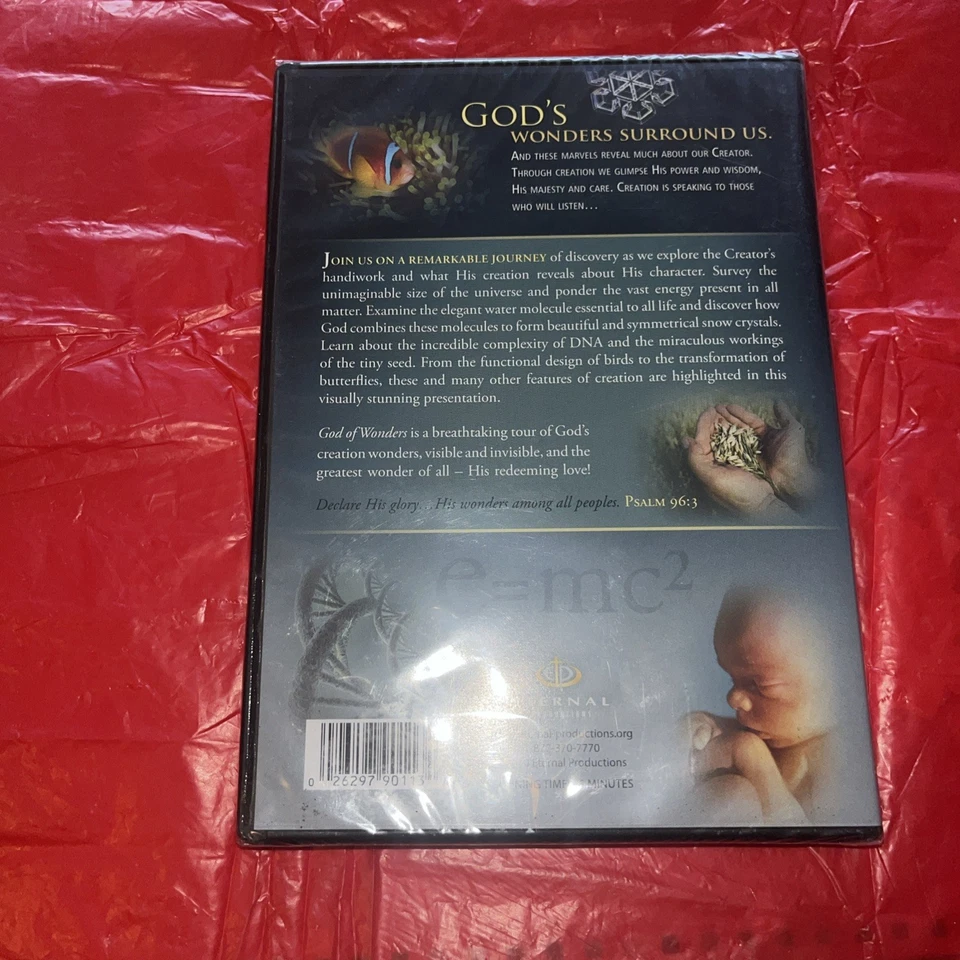 GOD'S
WONDERS SURROUND US.
AND THESE MARVELS REVEAL MUCH ABOUT OUR CREATOR.
THROUGH CREATION WE GLIMPSE HIS POWER AND WISDOM,
HIS MAJESTY AND CARE. CREATION IS SPEAKING TO THOSE
WHO WILL LISTEN...
JOIN US ON A REMARKABLE JOURNEY of discovery as we explore the Creator's
handiwork and what His creation reveals about His character. Survey the
unimaginable size of the universe and ponder the vast energy present in all
matter. Examine the elegant water molecule essential to all life and discover how
God combines these molecules to form beautiful and symmetrical snow crystals.
Learn about the incredible complexity of DNA and the miraculous workings
of the tiny seed. From the functional design of birds to the transformation of
butterflies, these and many other features of creation are highlighted in this
visually stunning presentation.
God of Wonders is a breathtaking tour of God's
creation wonders, visible and invisible, and the
greatest wonder of all – His redeeming love!
Declare His glory...His wonders among all peoples. PSALM 96:3
e=mc²
productions.org
370-7770
Eternal Productions
MINUTES
0 26297 90113